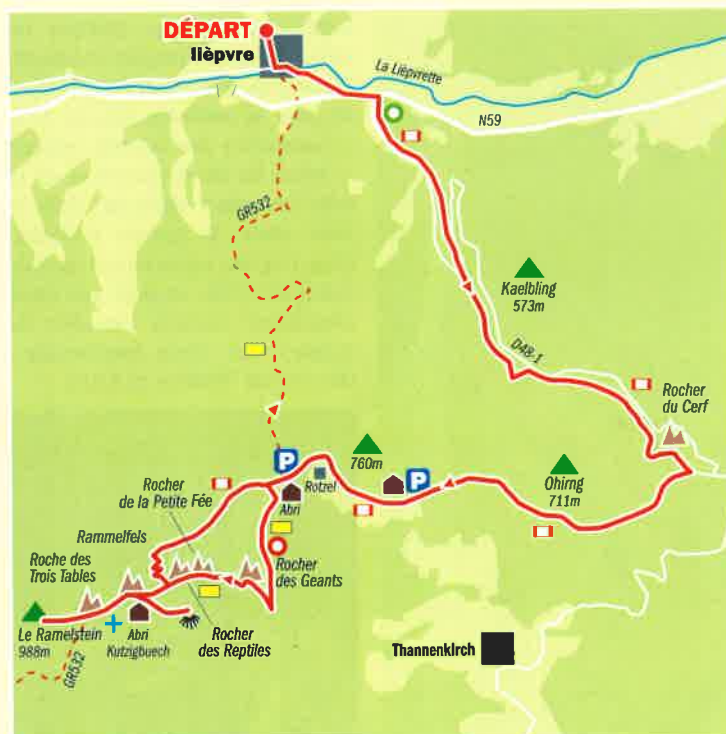 DÉPART
lièpvre
La Lièpvrette
N59
GR532
Kaelbling
573m
D48-1
Rocher
du Cerf
P
760m
P
Ohirng
711m
Rotzel
Abri
Rocher
de la Petite Fée
Rammelfels
Roche des
Trois Tables
Rocher
des Geants
Le Ramelstein
988m
Abri
Kutzigbuech
Rocher
des Reptiles
GR532
Thannenkirch